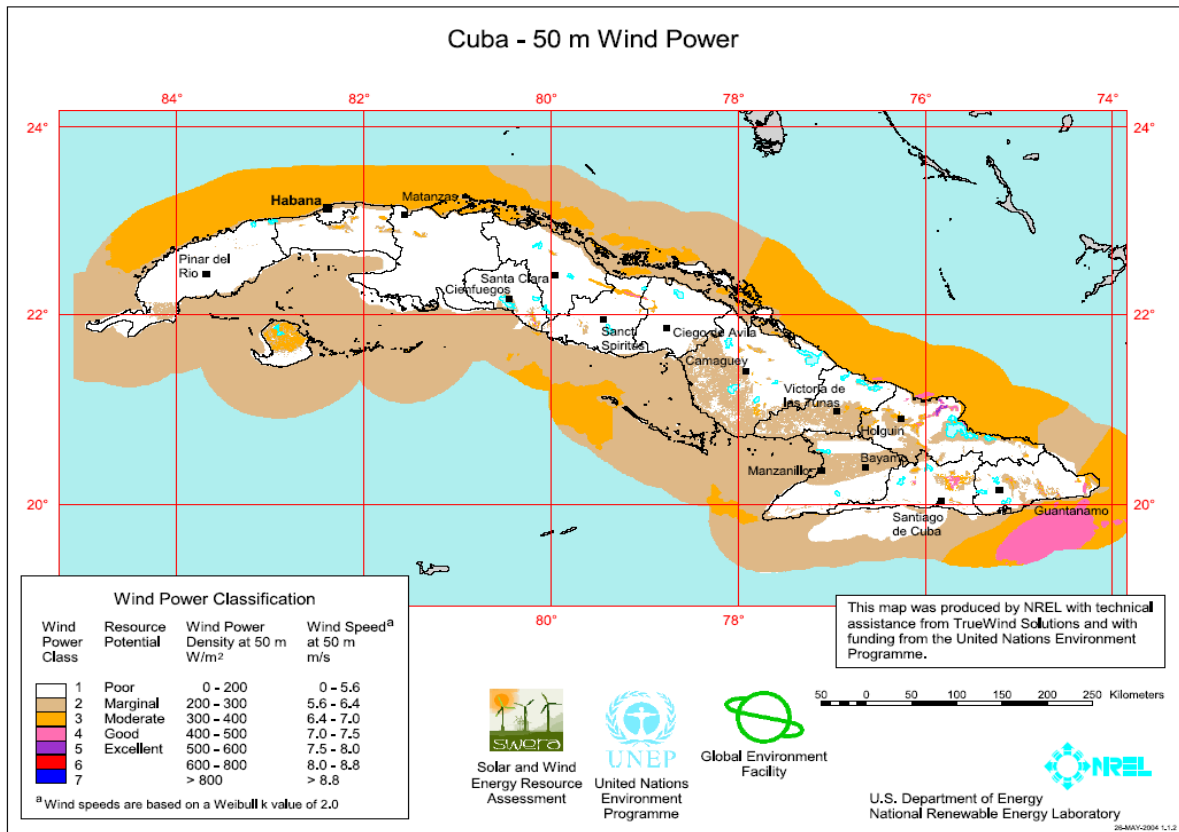 Cuba - 50 m Wind Power
84° 82° 80° 78° 76° 74°
24° 24°
Habana
Matanzas
Pinar del
Rio
Santa Clara
Cienfuegos
22° 22°
Sancti
Spiritus
Ciego de Avila
Camaguey
Victoria de
las Tunas
Holguin
Bayamo
Manzanillo
20° 20°
Guantanamo
Santiago
de Cuba
80° 78°
Wind Power Classification
Wind Resource Wind Power Wind Speedᵃ
Power Potential Density at 50 m at 50 m
Class W/m² m/s
1 Poor 0 - 200 0 - 5.6
2 Marginal 200 - 300 5.6 - 6.4
3 Moderate 300 - 400 6.4 - 7.0
4 Good 400 - 500 7.0 - 7.5
5 Excellent 500 - 600 7.5 - 8.0
6 600 - 800 8.0 - 8.8
7 > 800 > 8.8
ᵃ Wind speeds are based on a Weibull k value of 2.0
This map was produced by NREL with technical
assistance from TrueWind Solutions and with
funding from the United Nations Environment
Programme.
50 0 50 100 150 200 250 Kilometers
swera
Solar and Wind
Energy Resource
Assessment
UNEP
United Nations
Environment
Programme
Global Environment
Facility
NREL
U.S. Department of Energy
National Renewable Energy Laboratory
26-MAY-2004 1.1.2